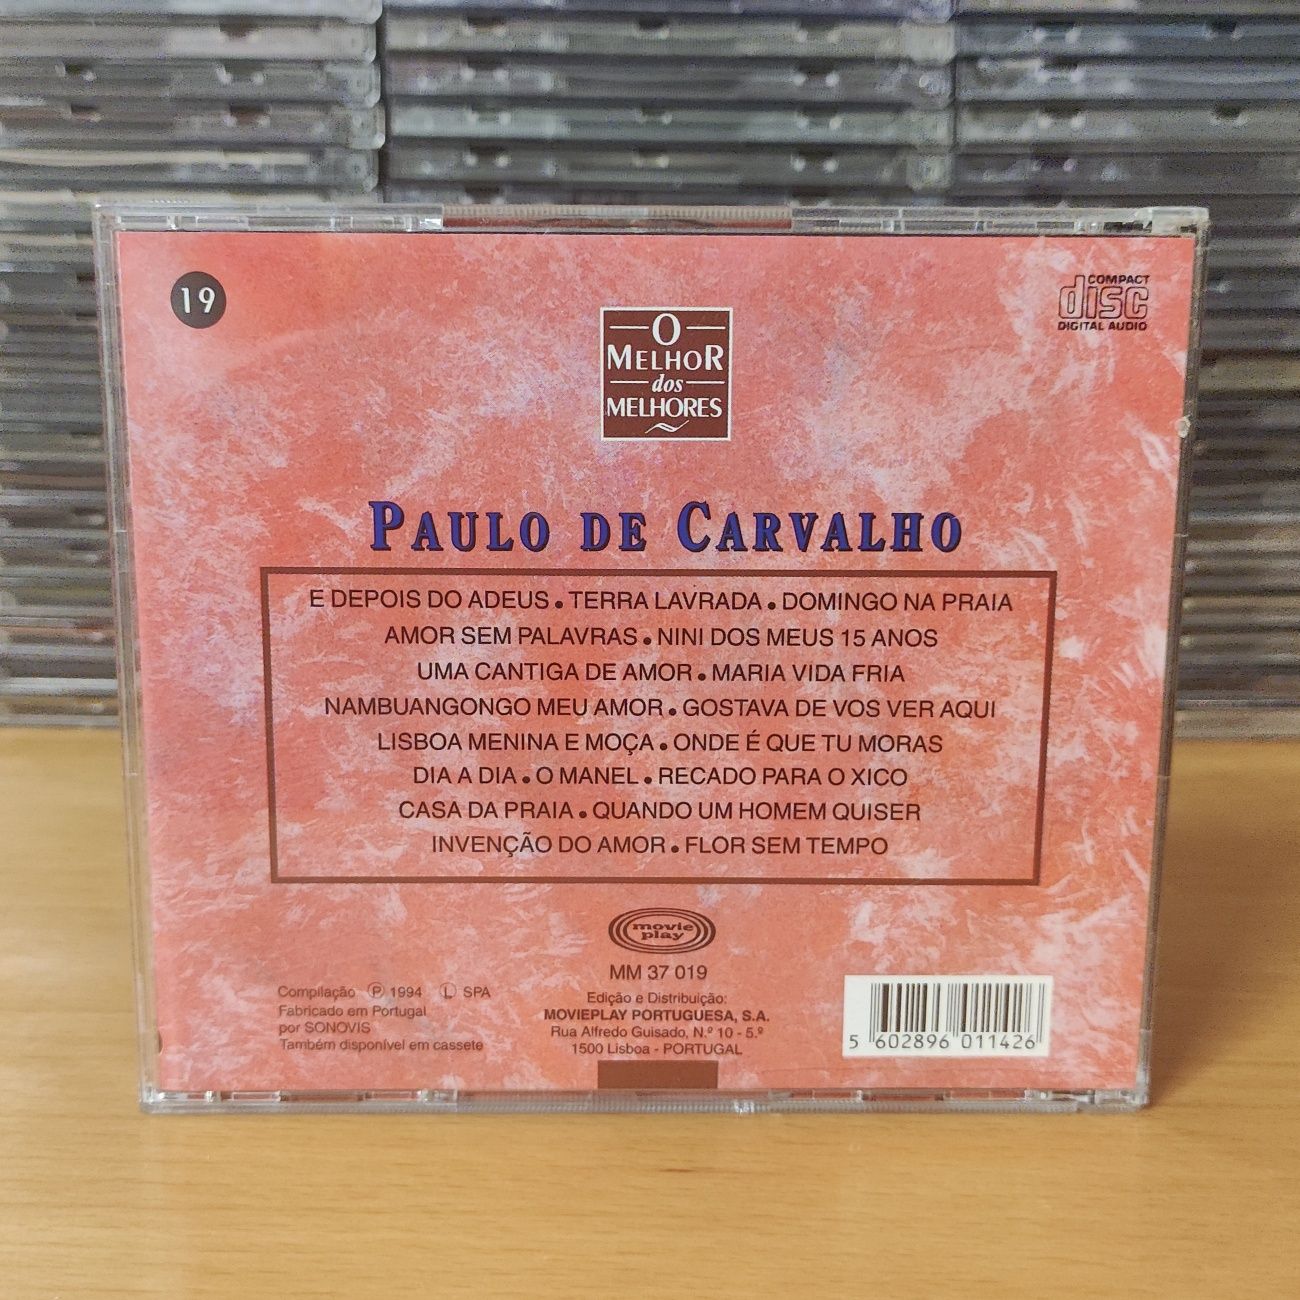 19
COMPACT
disc
DIGITAL AUDIO
O
MELHOR
dos
MELHORES
PAULO DE CARVALHO
E DEPOIS DO ADEUS • TERRA LAVRADA • DOMINGO NA PRAIA
AMOR SEM PALAVRAS • NINI DOS MEUS 15 ANOS
UMA CANTIGA DE AMOR • MARIA VIDA FRIA
NAMBUANGONGO MEU AMOR • GOSTAVA DE VOS VER AQUI
LISBOA MENINA E MOÇA • ONDE É QUE TU MORAS
DIA A DIA • O MANEL • RECADO PARA O XICO
CASA DA PRAIA • QUANDO UM HOMEM QUISER
INVENÇÃO DO AMOR • FLOR SEM TEMPO
movie
play
MM 37 019
Compilação Ⓟ 1994 Ⓛ SPA
Fabricado em Portugal
por SONOVIS
Também disponível em cassete
Edição e Distribuição:
MOVIEPLAY PORTUGUESA, S.A.
Rua Alfredo Guisado, N.º 10 - 5.º
1500 Lisboa - PORTUGAL
5 602896 011426